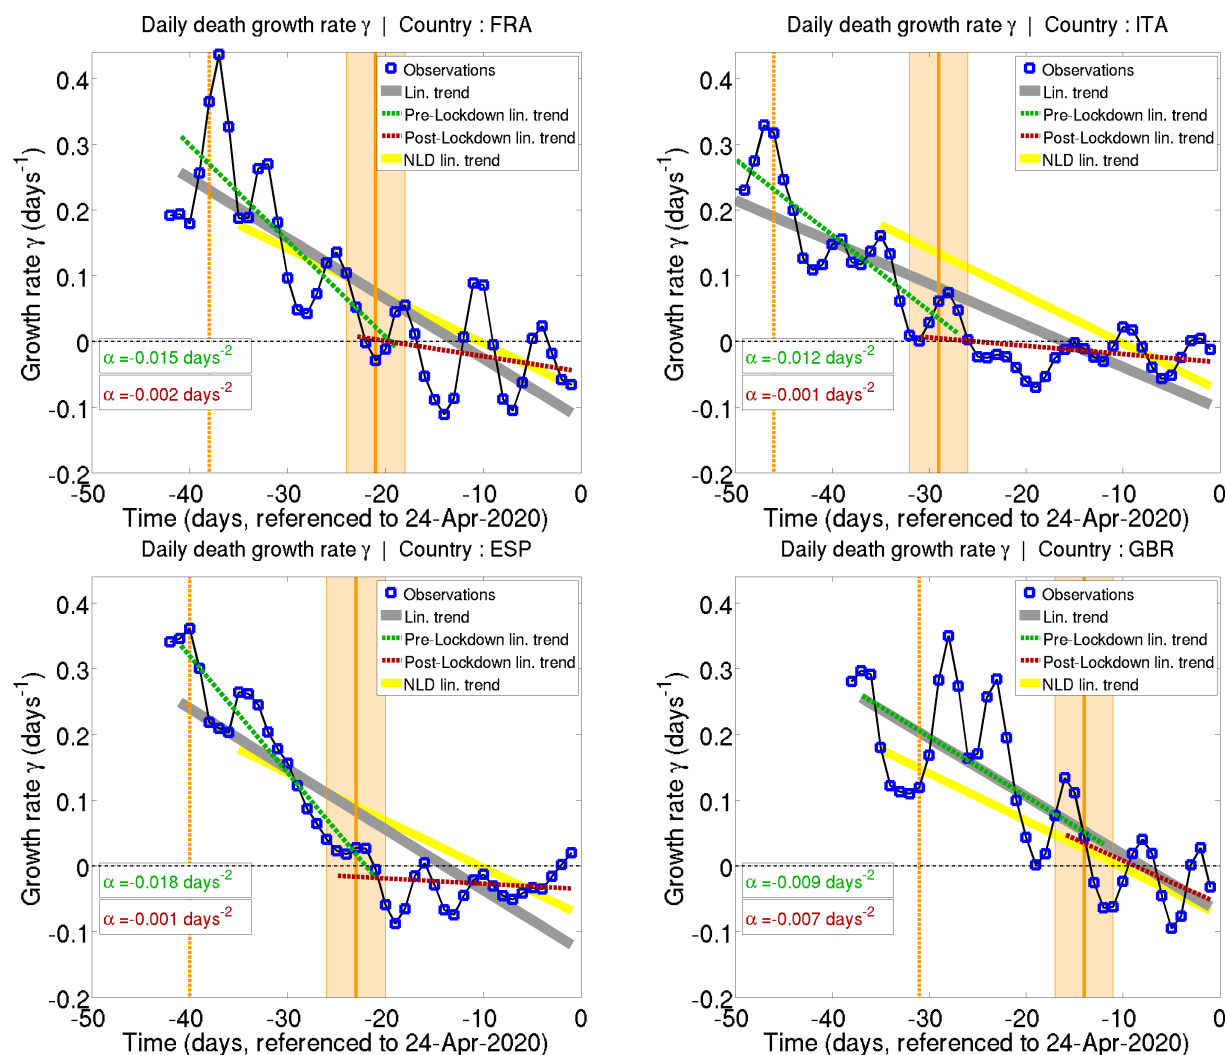 Daily death growth rate γ | Country : FRA
Observations
Lin. trend
Pre-Lockdown lin. trend
Post-Lockdown lin. trend
NLD lin. trend
α =-0.015 days⁻²
α =-0.002 days⁻²
Growth rate γ (days⁻¹)
0.4
0.3
0.2
0.1
0
-0.1
-0.2
-50 -40 -30 -20 -10 0
Time (days, referenced to 24-Apr-2020)
Daily death growth rate γ | Country : ITA
Observations
Lin. trend
Pre-Lockdown lin. trend
Post-Lockdown lin. trend
NLD lin. trend
α =-0.012 days⁻²
α =-0.001 days⁻²
Growth rate γ (days⁻¹)
0.4
0.3
0.2
0.1
0
-0.1
-0.2
-50 -40 -30 -20 -10 0
Time (days, referenced to 24-Apr-2020)
Daily death growth rate γ | Country : ESP
Observations
Lin. trend
Pre-Lockdown lin. trend
Post-Lockdown lin. trend
NLD lin. trend
α =-0.018 days⁻²
α =-0.001 days⁻²
Growth rate γ (days⁻¹)
0.4
0.3
0.2
0.1
0
-0.1
-0.2
-50 -40 -30 -20 -10 0
Time (days, referenced to 24-Apr-2020)
Daily death growth rate γ | Country : GBR
Observations
Lin. trend
Pre-Lockdown lin. trend
Post-Lockdown lin. trend
NLD lin. trend
α =-0.009 days⁻²
α =-0.007 days⁻²
Growth rate γ (days⁻¹)
0.4
0.3
0.2
0.1
0
-0.1
-0.2
-50 -40 -30 -20 -10 0
Time (days, referenced to 24-Apr-2020)